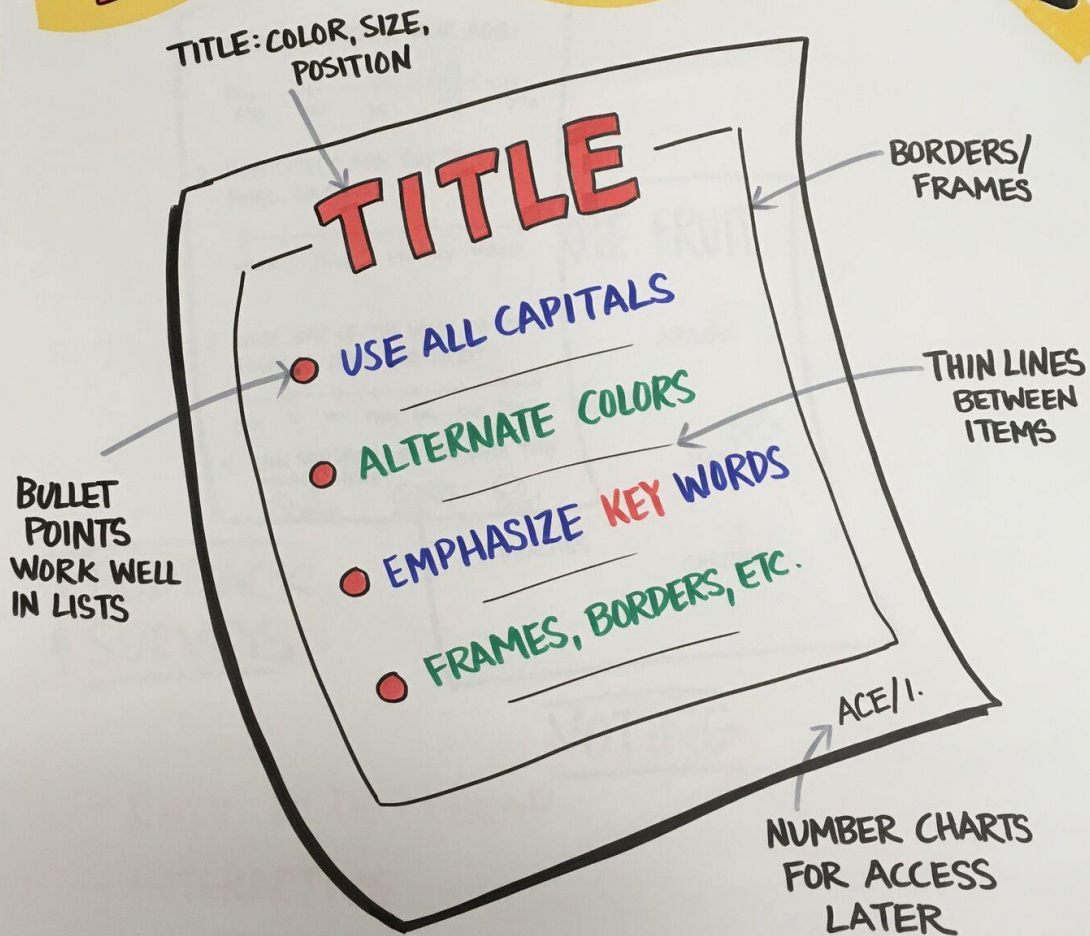 TITLE: COLOR, SIZE,
POSITION
TITLE
BORDERS/
FRAMES
USE ALL CAPITALS
ALTERNATE COLORS
THIN LINES
BETWEEN
ITEMS
EMPHASIZE KEY WORDS
BULLET
POINTS
WORK WELL
IN LISTS
FRAMES, BORDERS, ETC.
ACE/1.
NUMBER CHARTS
FOR ACCESS
LATER